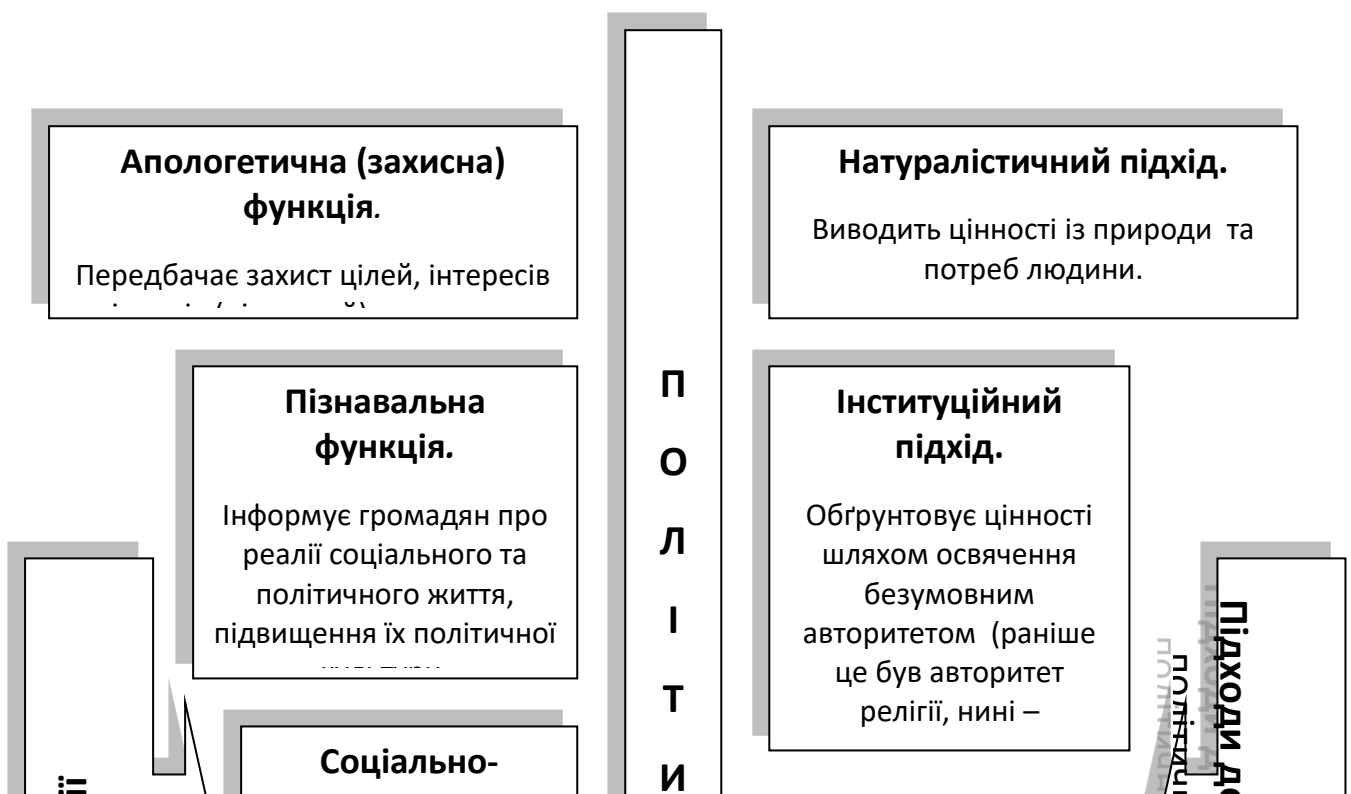 Апологетична (захисна)
функція.
Передбачає захист цілей, інтересів
Пізнавальна
функція.
Інформує громадян про
реалії соціального та
політичного життя,
підвищення їх політичної
Соціально-
П
О
Л
І
Т
И
Натуралістичний підхід.
Виводить цінності із природи та
потреб людини.
Інституційний
підхід.
Обґрунтовує цінності
шляхом освячення
безумовним
авторитетом (раніше
це був авторитет
релігії, нині –
Підходи до